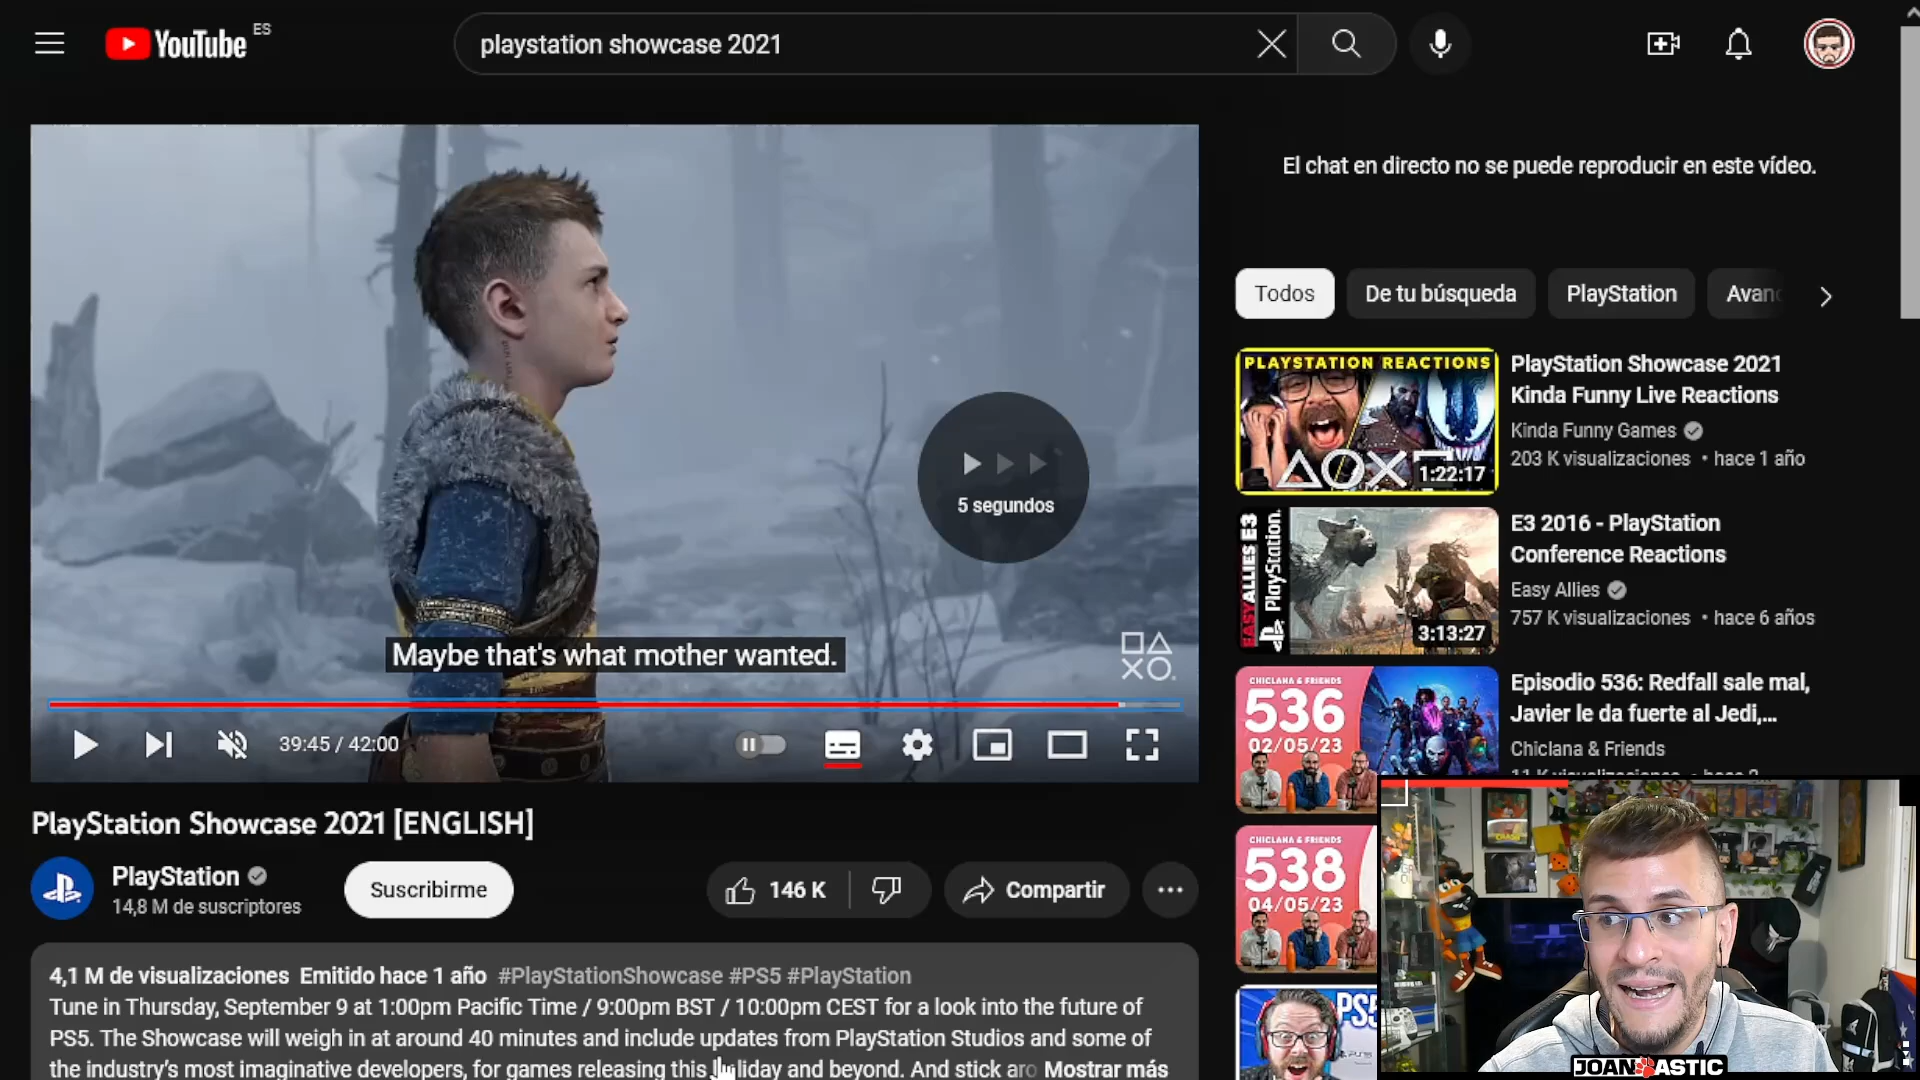 YouTube ES
playstation showcase 2021
Maybe that's what mother wanted.
5 segundos
39:45 / 42:00
PlayStation Showcase 2021 [ENGLISH]
PlayStation
14,8 M de suscriptores
Suscribirme
146 K
Compartir
4,1 M de visualizaciones Emitido hace 1 año #PlayStationShowcase #PS5 #PlayStation
Tune in Thursday, September 9 at 1:00pm Pacific Time / 9:00pm BST / 10:00pm CEST for a look into the future of
PS5. The Showcase will weigh in at around 40 minutes and include updates from PlayStation Studios and some of
the industry's most imaginative developers, for games releasing this and beyond. And stick Mostrar más
El chat en directo no se puede reproducir en este vídeo.
Todos
De tu búsqueda
PlayStation
PLAYSTATION REACTIONS
1:22:17
PlayStation Showcase 2021
Kinda Funny Live Reactions
Kinda Funny Games
203 K visualizaciones • hace 1 año
EASYALLIES E3
PlayStation.
3:13:27
E3 2016 - PlayStation
Conference Reactions
Easy Allies
757 K visualizaciones • hace 6 años
CHICLANA & FRIENDS
536
02/05/23
Episodio 536: Redfall sale mal,
Javier le da fuerte al Jedi,...
Chiclana & Friends
CHICLANA & FRIENDS
538
04/05/23
PS5
JOANTASTIC